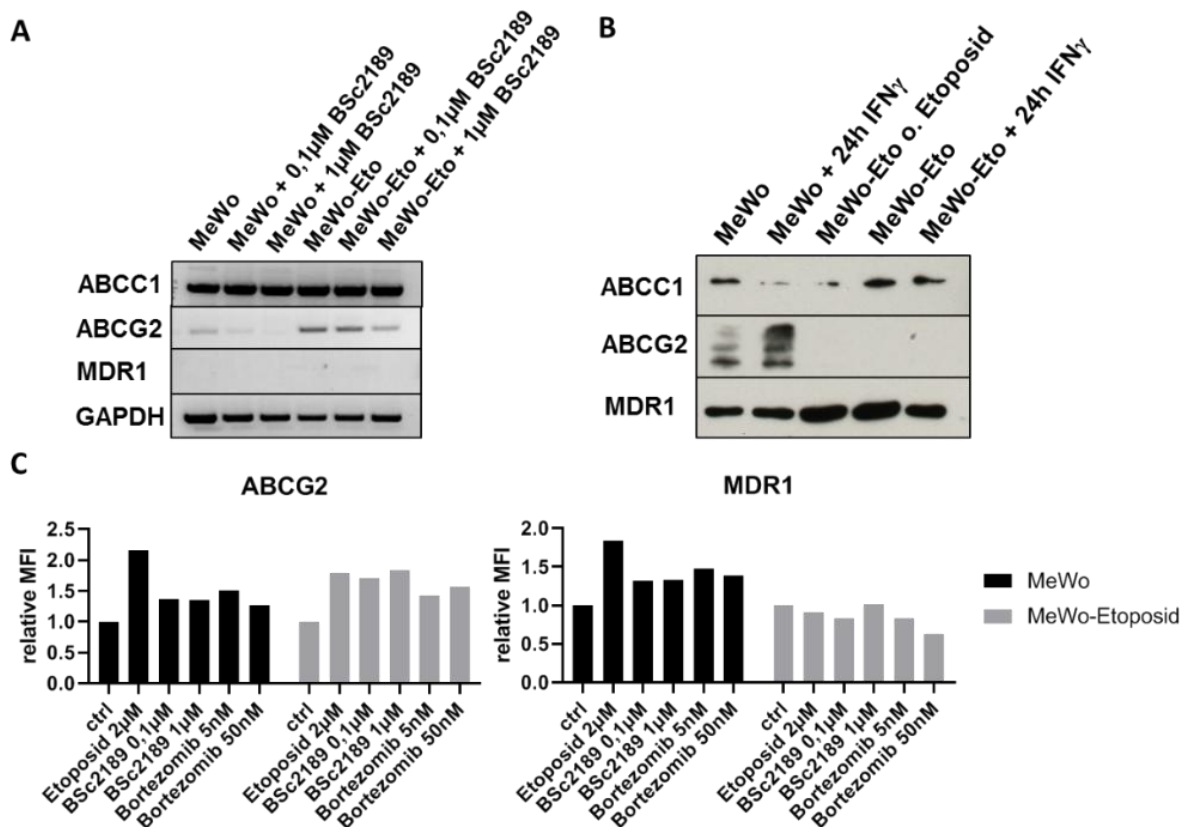 A
MeWo
MeWo + 0,1µM BSc2189
MeWo + 1µM BSc2189
MeWo-Eto
MeWo-Eto + 0,1µM BSc2189
MeWo-Eto + 1µM BSc2189
ABCC1
ABCG2
MDR1
GAPDH
B
MeWo
MeWo + 24h IFNγ
MeWo-Eto o. Etoposid
MeWo-Eto
MeWo-Eto + 24h IFNγ
ABCC1
ABCG2
MDR1
C
ABCG2
relative MFI
2.5
2.0
1.5
1.0
0.5
0.0
ctrl
Etoposid 2µM
BSc2189 0,1µM
BSc2189 1µM
Bortezomib 5nM
Bortezomib 50nM
ctrl
Etoposid 2µM
BSc2189 0,1µM
BSc2189 1µM
Bortezomib 5nM
Bortezomib 50nM
MDR1
relative MFI
2.0
1.5
1.0
0.5
0.0
ctrl
Etoposid 2µM
BSc2189 0,1µM
BSc2189 1µM
Bortezomib 5nM
Bortezomib 50nM
ctrl
Etoposid 2µM
BSc2189 0,1µM
BSc2189 1µM
Bortezomib 5nM
Bortezomib 50nM
MeWo
MeWo-Etoposid